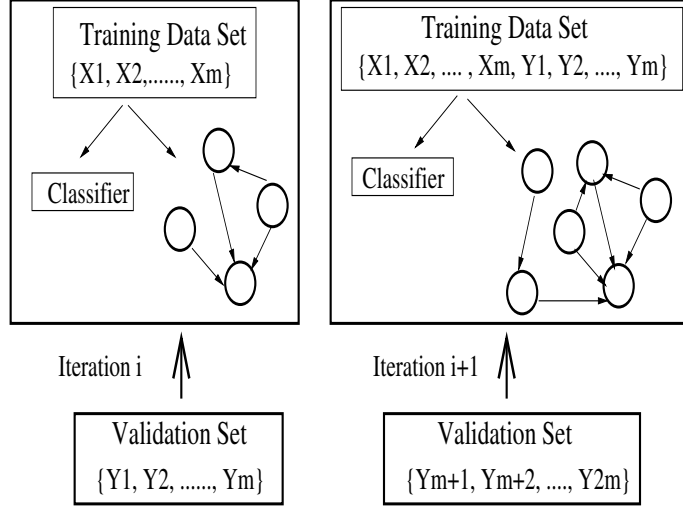 Training Data Set
{X1, X2,......, Xm}
Classifier
Iteration i
Validation Set
{Y1, Y2, ......, Ym}
Training Data Set
{X1, X2, .... , Xm, Y1, Y2, ...., Ym}
Classifier
Iteration i+1
Validation Set
{Ym+1, Ym+2, ...., Y2m}